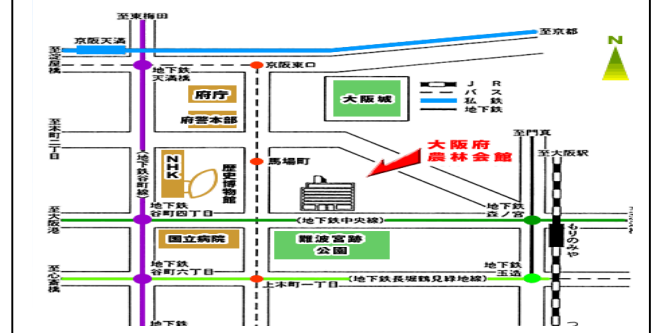 至東梅田
京阪天満
至京都
至淀屋橋
地下鉄
天満橋
京阪東口
N
府庁
大阪城
JR
バス
私鉄
地下鉄
府警本部
至本町二丁目
大阪府
農林会館
至門真
至大阪駅
NHK
歴史博物館
馬場町
(地下鉄谷町線)
地下鉄
谷町四丁目
至大阪港
(地下鉄中央線)
地下鉄
森ノ宮
もりのみや
国立病院
難波宮跡
公園
地下鉄
谷町六丁目
至心斎橋
上本町一丁目
(地下鉄長堀鶴見緑地線)
地下鉄
玉造
地下鉄
つ